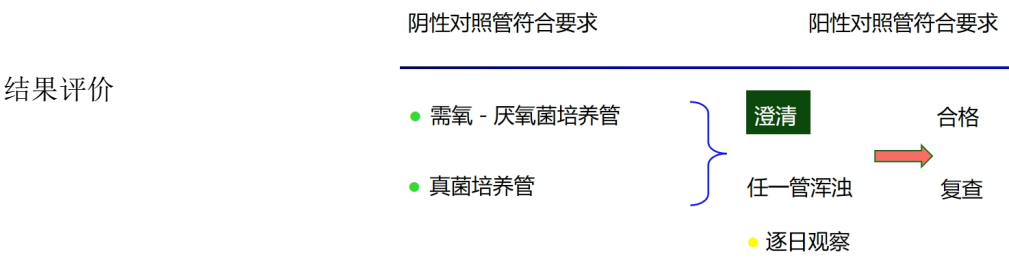 阴性对照管符合要求 阳性对照管符合要求
结果评价
需氧－厌氧菌培养管 澄清 合格
真菌培养管 任一管浑浊 复查
逐日观察